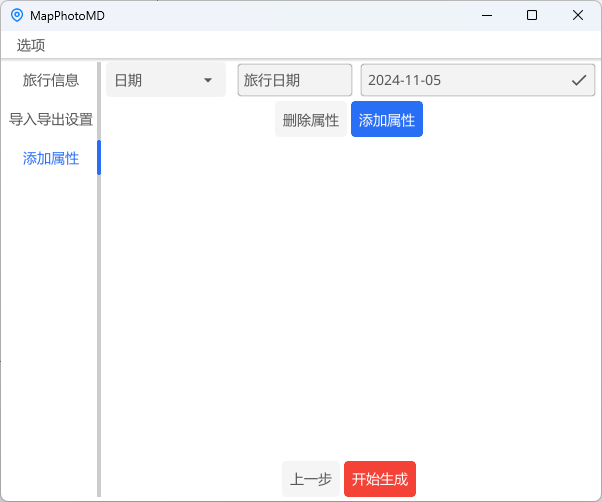 MapPhotoMD
选项
旅行信息
导入导出设置
添加属性
日期 旅行日期 2024-11-05
删除属性 添加属性
上一步 开始生成